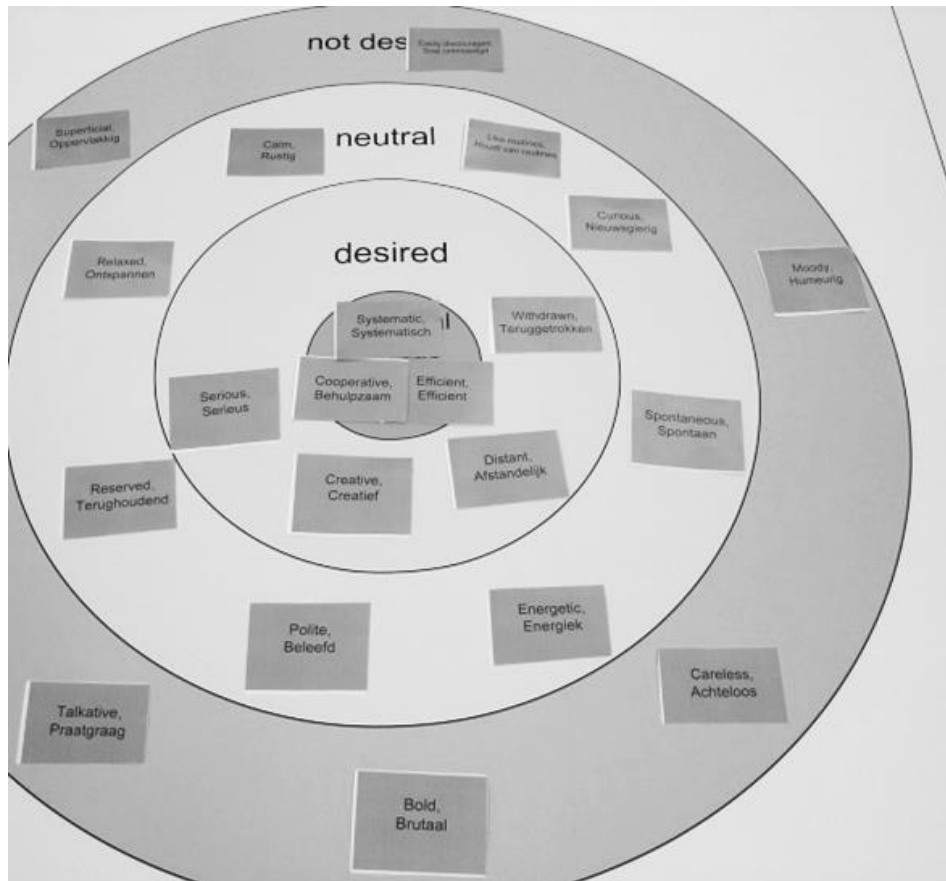 not des
Easily discouraged,
Snel ontmoedigd
Superficial,
Oppervlakkig
Calm,
Rustig
neutral
Like routines,
Houdt van routines
Curious,
Nieuwsgierig
Relaxed,
Ontspannen
desired
Moody,
Humeurig
Systematic,
Systematisch
Withdrawn,
Teruggetrokken
Cooperative,
Behulpzaam
Efficient,
Efficient
Serious,
Serieus
Spontaneous,
Spontaan
Distant,
Afstandelijk
Creative,
Creatief
Reserved,
Terughoudend
Polite,
Beleefd
Energetic,
Energiek
Careless,
Achteloos
Talkative,
Praatgraag
Bold,
Brutaal